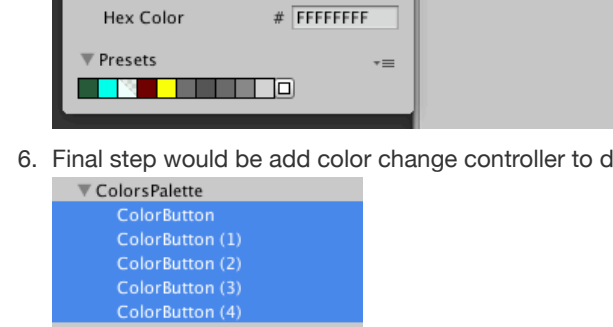 Hex Color # FFFFFFFF
Presets
6. Final step would be add color change controller to d
ColorsPalette
ColorButton
ColorButton (1)
ColorButton (2)
ColorButton (3)
ColorButton (4)